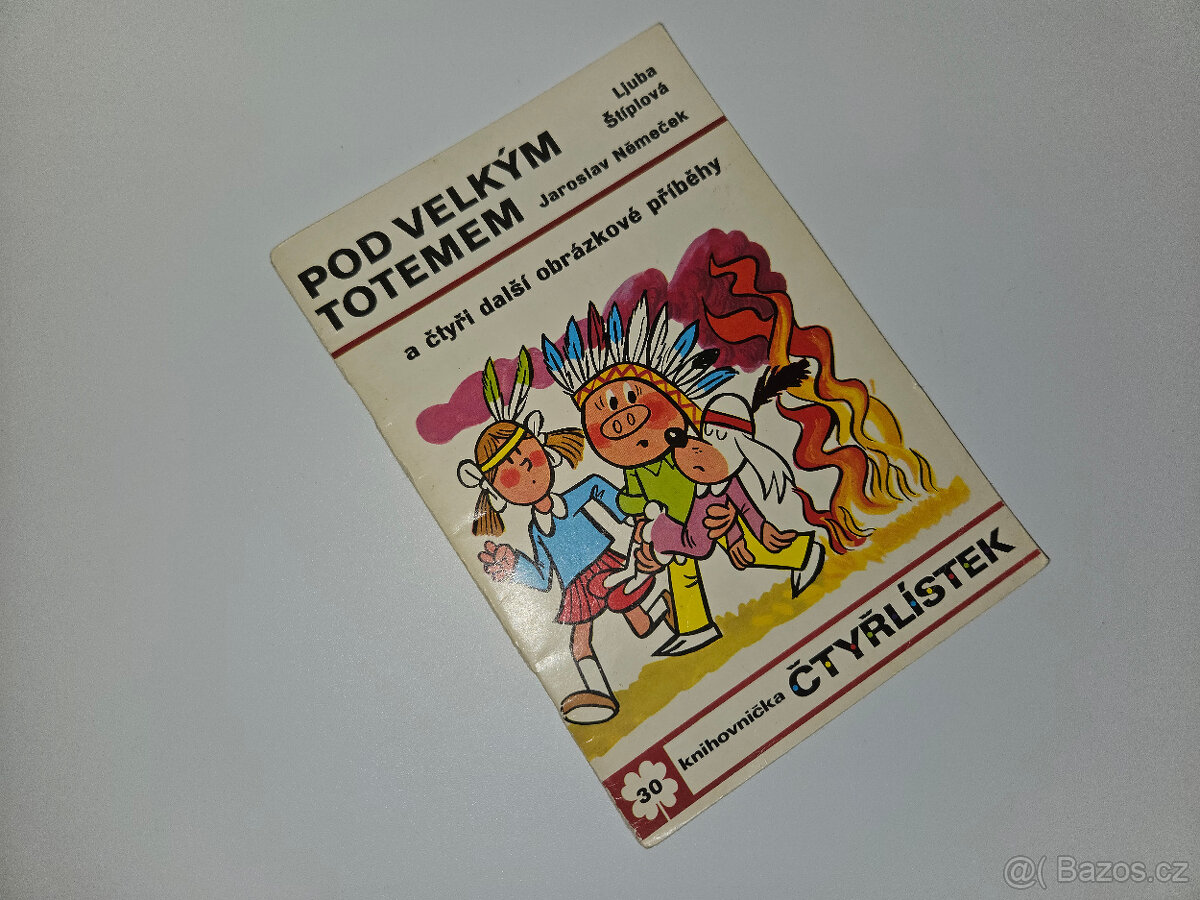 POD VELKÝM
TOTEMEM
Ljuba
Štíplová
Jaroslav Němeček
a čtyři další obrázkové příběhy
30
knihovnička ČTYŘLÍSTEK
@( Bazos.cz